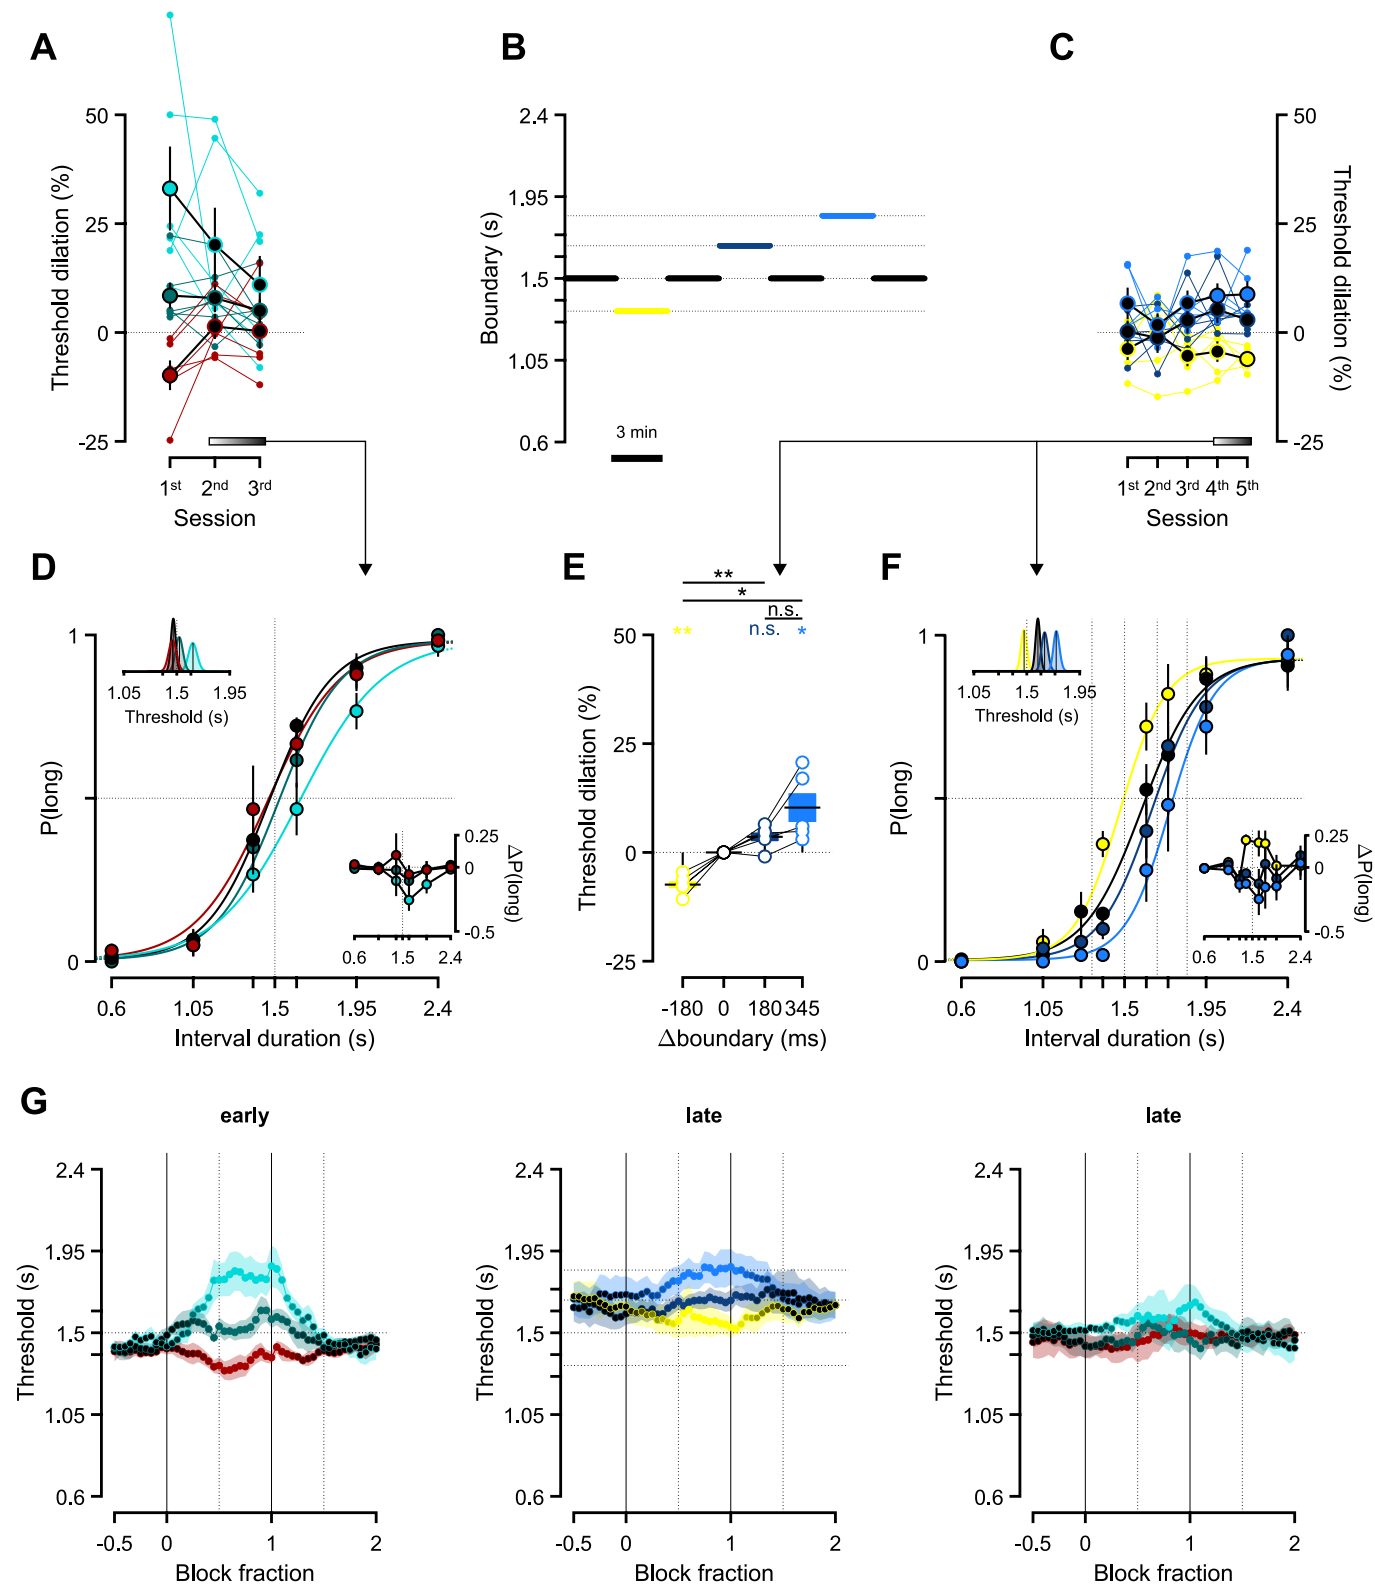 A
50
25
0
-25
Threshold dilation (%)
1st 2nd 3rd
Session
B
2.4
1.95
1.5
1.05
0.6
Boundary (s)
3 min
C
50
25
0
-25
Threshold dilation (%)
1st 2nd 3rd 4th 5th
Session
D
1
0
P(long)
1.05 1.5 1.95
Threshold (s)
0.25
0
-0.5
ΔP(long)
0.6 1.5 2.4
0.6 1.05 1.5 1.95 2.4
Interval duration (s)
E
**
*
n.s.
** n.s. *
50
25
0
-25
Threshold dilation (%)
-180 0 180 345
Δboundary (ms)
F
1
0
P(long)
1.05 1.5 1.95
Threshold (s)
0.25
0
-0.5
ΔP(long)
0.6 1.5 2.4
0.6 1.05 1.5 1.95 2.4
Interval duration (s)
G
early
2.4
1.95
1.5
1.05
0.6
Threshold (s)
-0.5 0 1 2
Block fraction
late
2.4
1.95
1.5
1.05
0.6
Threshold (s)
-0.5 0 1 2
Block fraction
late
2.4
1.95
1.5
1.05
0.6
Threshold (s)
-0.5 0 1 2
Block fraction